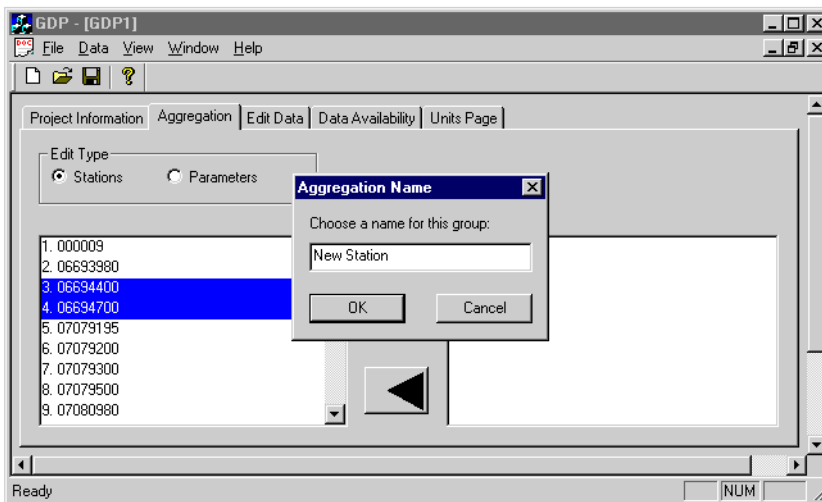 GDP - [GDP1]
File Data View Window Help
Project Information Aggregation Edit Data Data Availability Units Page
Edit Type
Stations Parameters
Aggregation Name
Choose a name for this group:
New Station
OK Cancel
1. 000009
2. 06693980
3. 06694400
4. 06694700
5. 07079195
6. 07079200
7. 07079300
8. 07079500
9. 07080980
Ready NUM